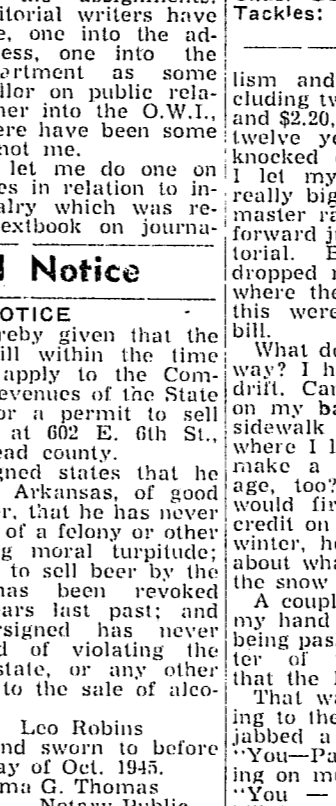 itorial writers have
e, one into the ad-
ess, one into the
artment as some
llor on public rela-
her into the O.W.I.,
ere have been some
not me.
let me do one on
es in relation to in-
alry which was re-
extbook on journa-
Notice
OTICE
reby given that the
ill within the time
apply to the Com-
evenues of the State
or a permit to sell
at 602 E. 6th St.,
ead county.
gned states that he
Arkansas, of good
r, that he has never
of a felony or other
g moral turpitude;
to sell beer by the
has been revoked
ears last past; and
rsigned has never
d of violating the
state, or any other
to the sale of alco-
Leo Robins
nd sworn to before
ay of Oct. 1945.
ma G. Thomas
Notary Public
Tackles:
lism and
cluding tw
and $2.20,
twelve ye
knocked
I let my
really big
master ra
forward j
torial. E
dropped
where the
this were
bill.
What do
way? I h
drift. Car
on my ba
sidewalk
where I l
make a
age, too?
would fir
credit on
winter, he
about wha
the snow
A coupl
my hand
being pas
ter of
that the
That wa
ing to the
jabbed a
"You—Pa
ing on m
"You —